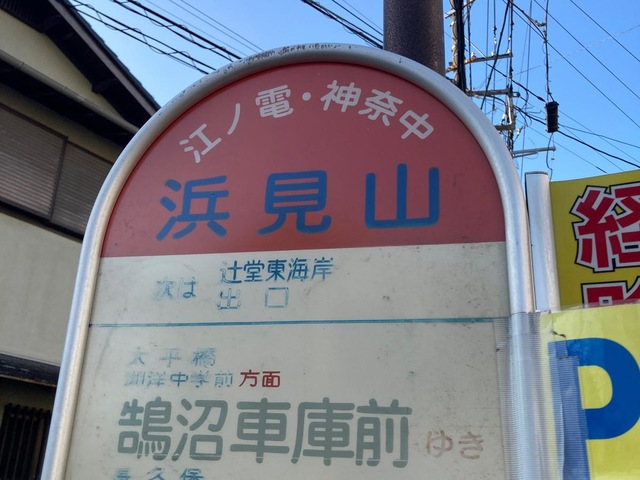 江ノ電・神奈中
浜見山
次は 辻堂東海岸
出口
太平橋
湘洋中学前 方面
鵠沼車庫前 ゆき
P